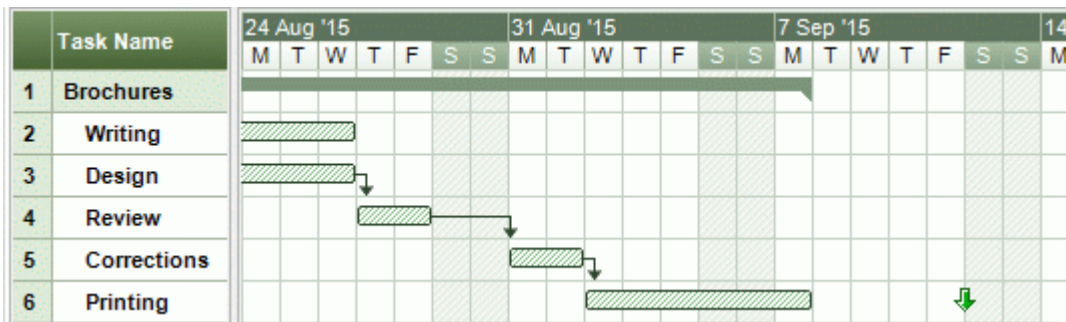 Task Name
24 Aug '15 31 Aug '15 7 Sep '15 14
M T W T F S S M T W T F S S M T W T F S S M
1 Brochures
2 Writing
3 Design
4 Review
5 Corrections
6 Printing